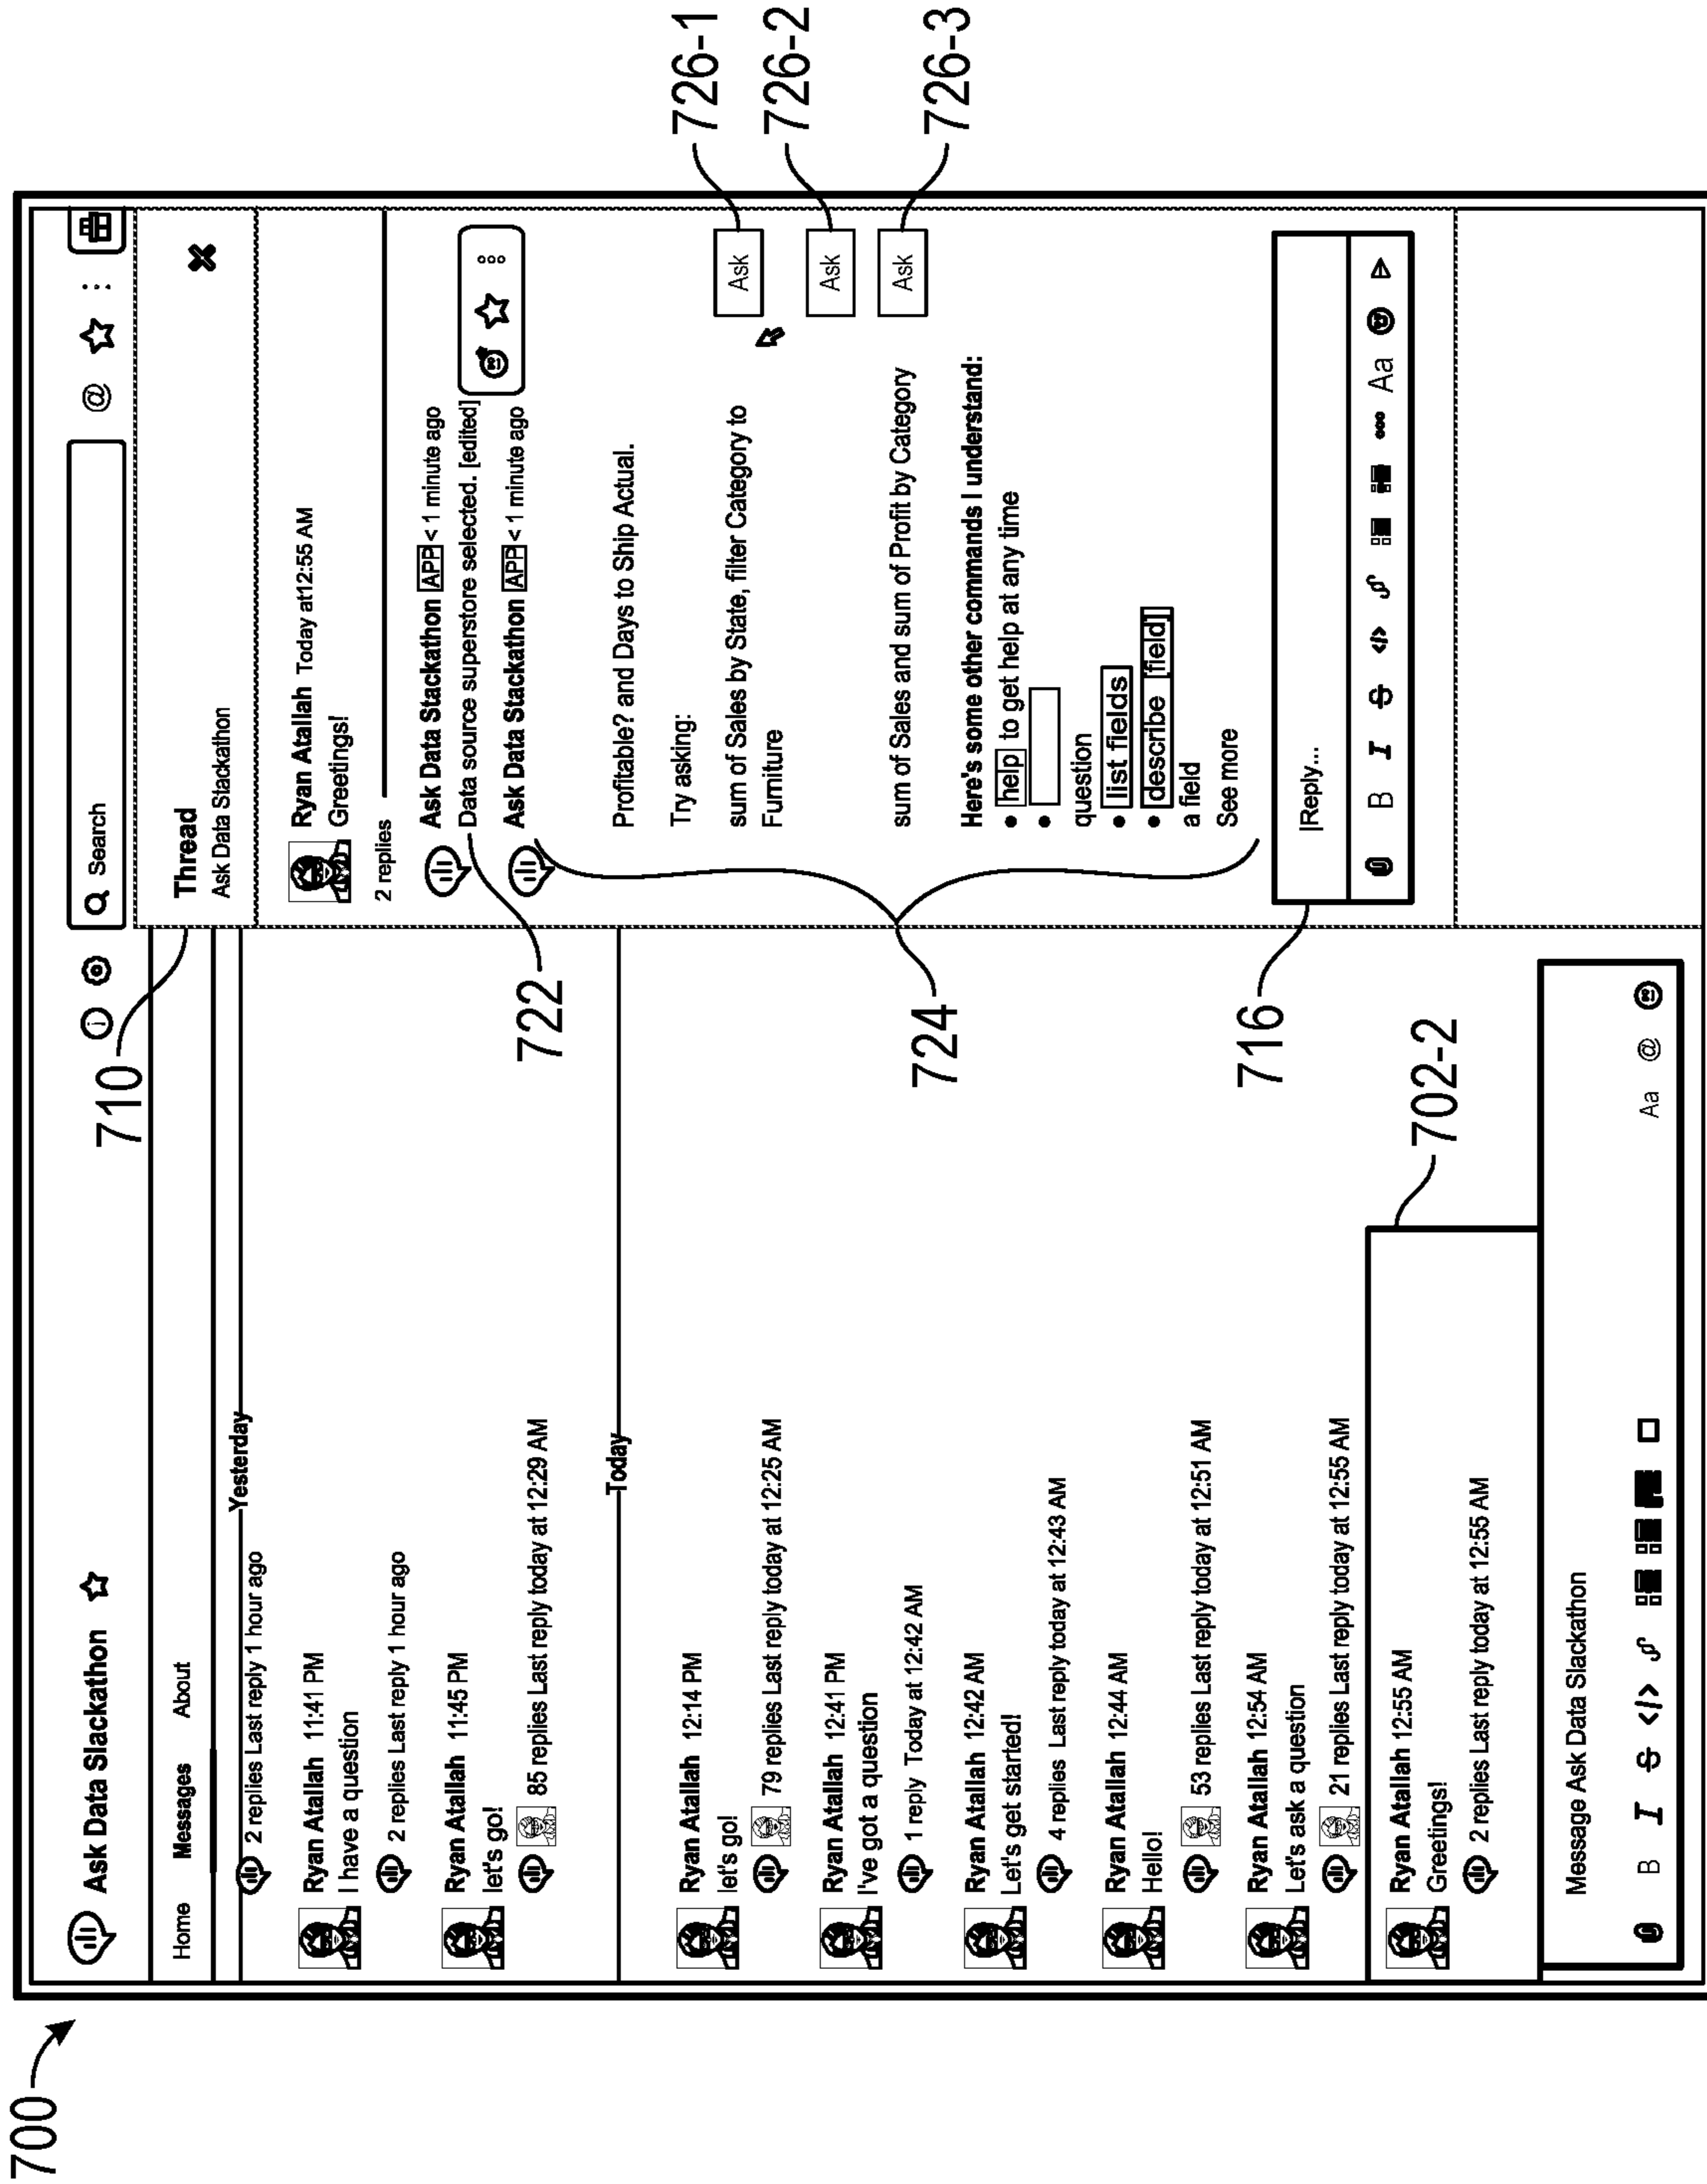 700
Ask Data Slackathon
Search
@
Home Messages About
710
Yesterday
2 replies Last reply 1 hour ago
Ryan Atallah 11:41 PM
I have a question
2 replies Last reply 1 hour ago
Ryan Atallah 11:45 PM
let's go!
85 replies Last reply today at 12:29 AM
Today
Ryan Atallah 12:14 PM
let's go!
79 replies Last reply today at 12:25 AM
Ryan Atallah 12:41 PM
I've got a question
1 reply Today at 12:42 AM
Ryan Atallah 12:42 AM
Let's get started!
4 replies Last reply today at 12:43 AM
Ryan Atallah 12:44 AM
Hello!
53 replies Last reply today at 12:51 AM
Ryan Atallah 12:54 AM
Let's ask a question
21 replies Last reply today at 12:55 AM
Ryan Atallah 12:55 AM
Greetings!
2 replies Last reply today at 12:55 AM
702-2
Message Ask Data Slackathon
B I S </> Aa @
Thread
Ask Data Stackathon
Ryan Atallah Today at12:55 AM
Greetings!
2 replies
Ask Data Stackathon APP < 1 minute ago
Data source superstore selected. [edited]
722
Ask Data Stackathon APP < 1 minute ago
724
Profitable? and Days to Ship Actual.
Try asking:
sum of Sales by State, filter Category to
Furniture
Ask
726-1
Ask
726-2
sum of Sales and sum of Profit by Category
Ask
726-3
Here's some other commands I understand:
• help to get help at any time
•
question
• list fields
• describe [field]
a field
See more
716
|Reply...
B I S </> Aa